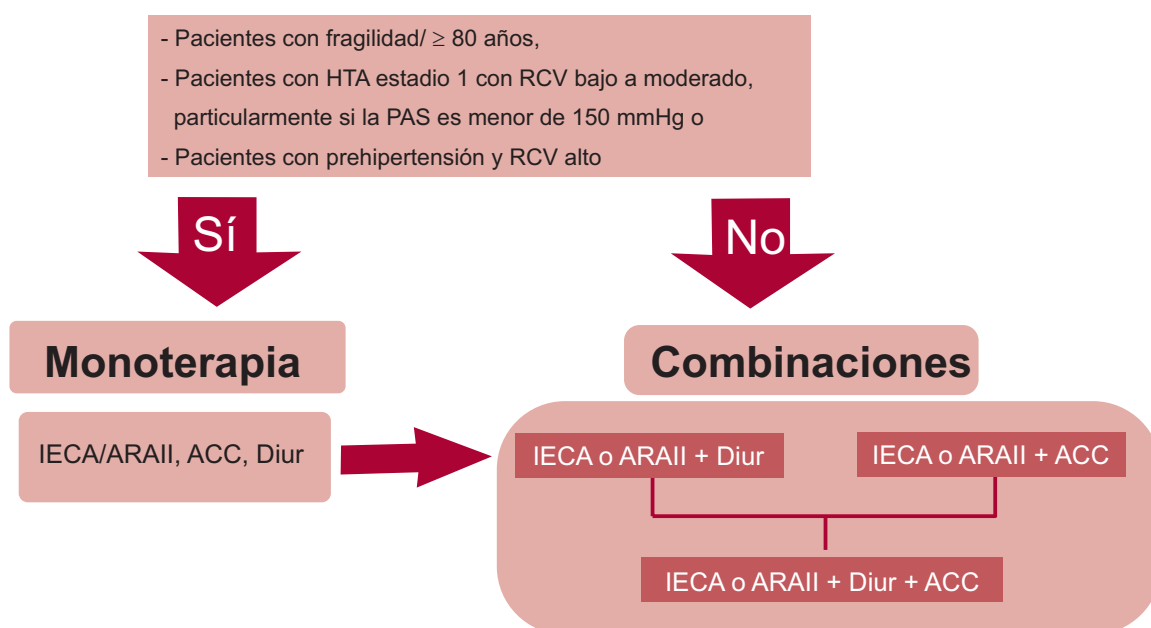 - Pacientes con fragilidad/ ≥ 80 años,
- Pacientes con HTA estadio 1 con RCV bajo a moderado,
particularmente si la PAS es menor de 150 mmHg o
- Pacientes con prehipertensión y RCV alto
Sí
No
Monoterapia
Combinaciones
IECA/ARAII, ACC, Diur
IECA o ARAII + Diur
IECA o ARAII + ACC
IECA o ARAII + Diur + ACC